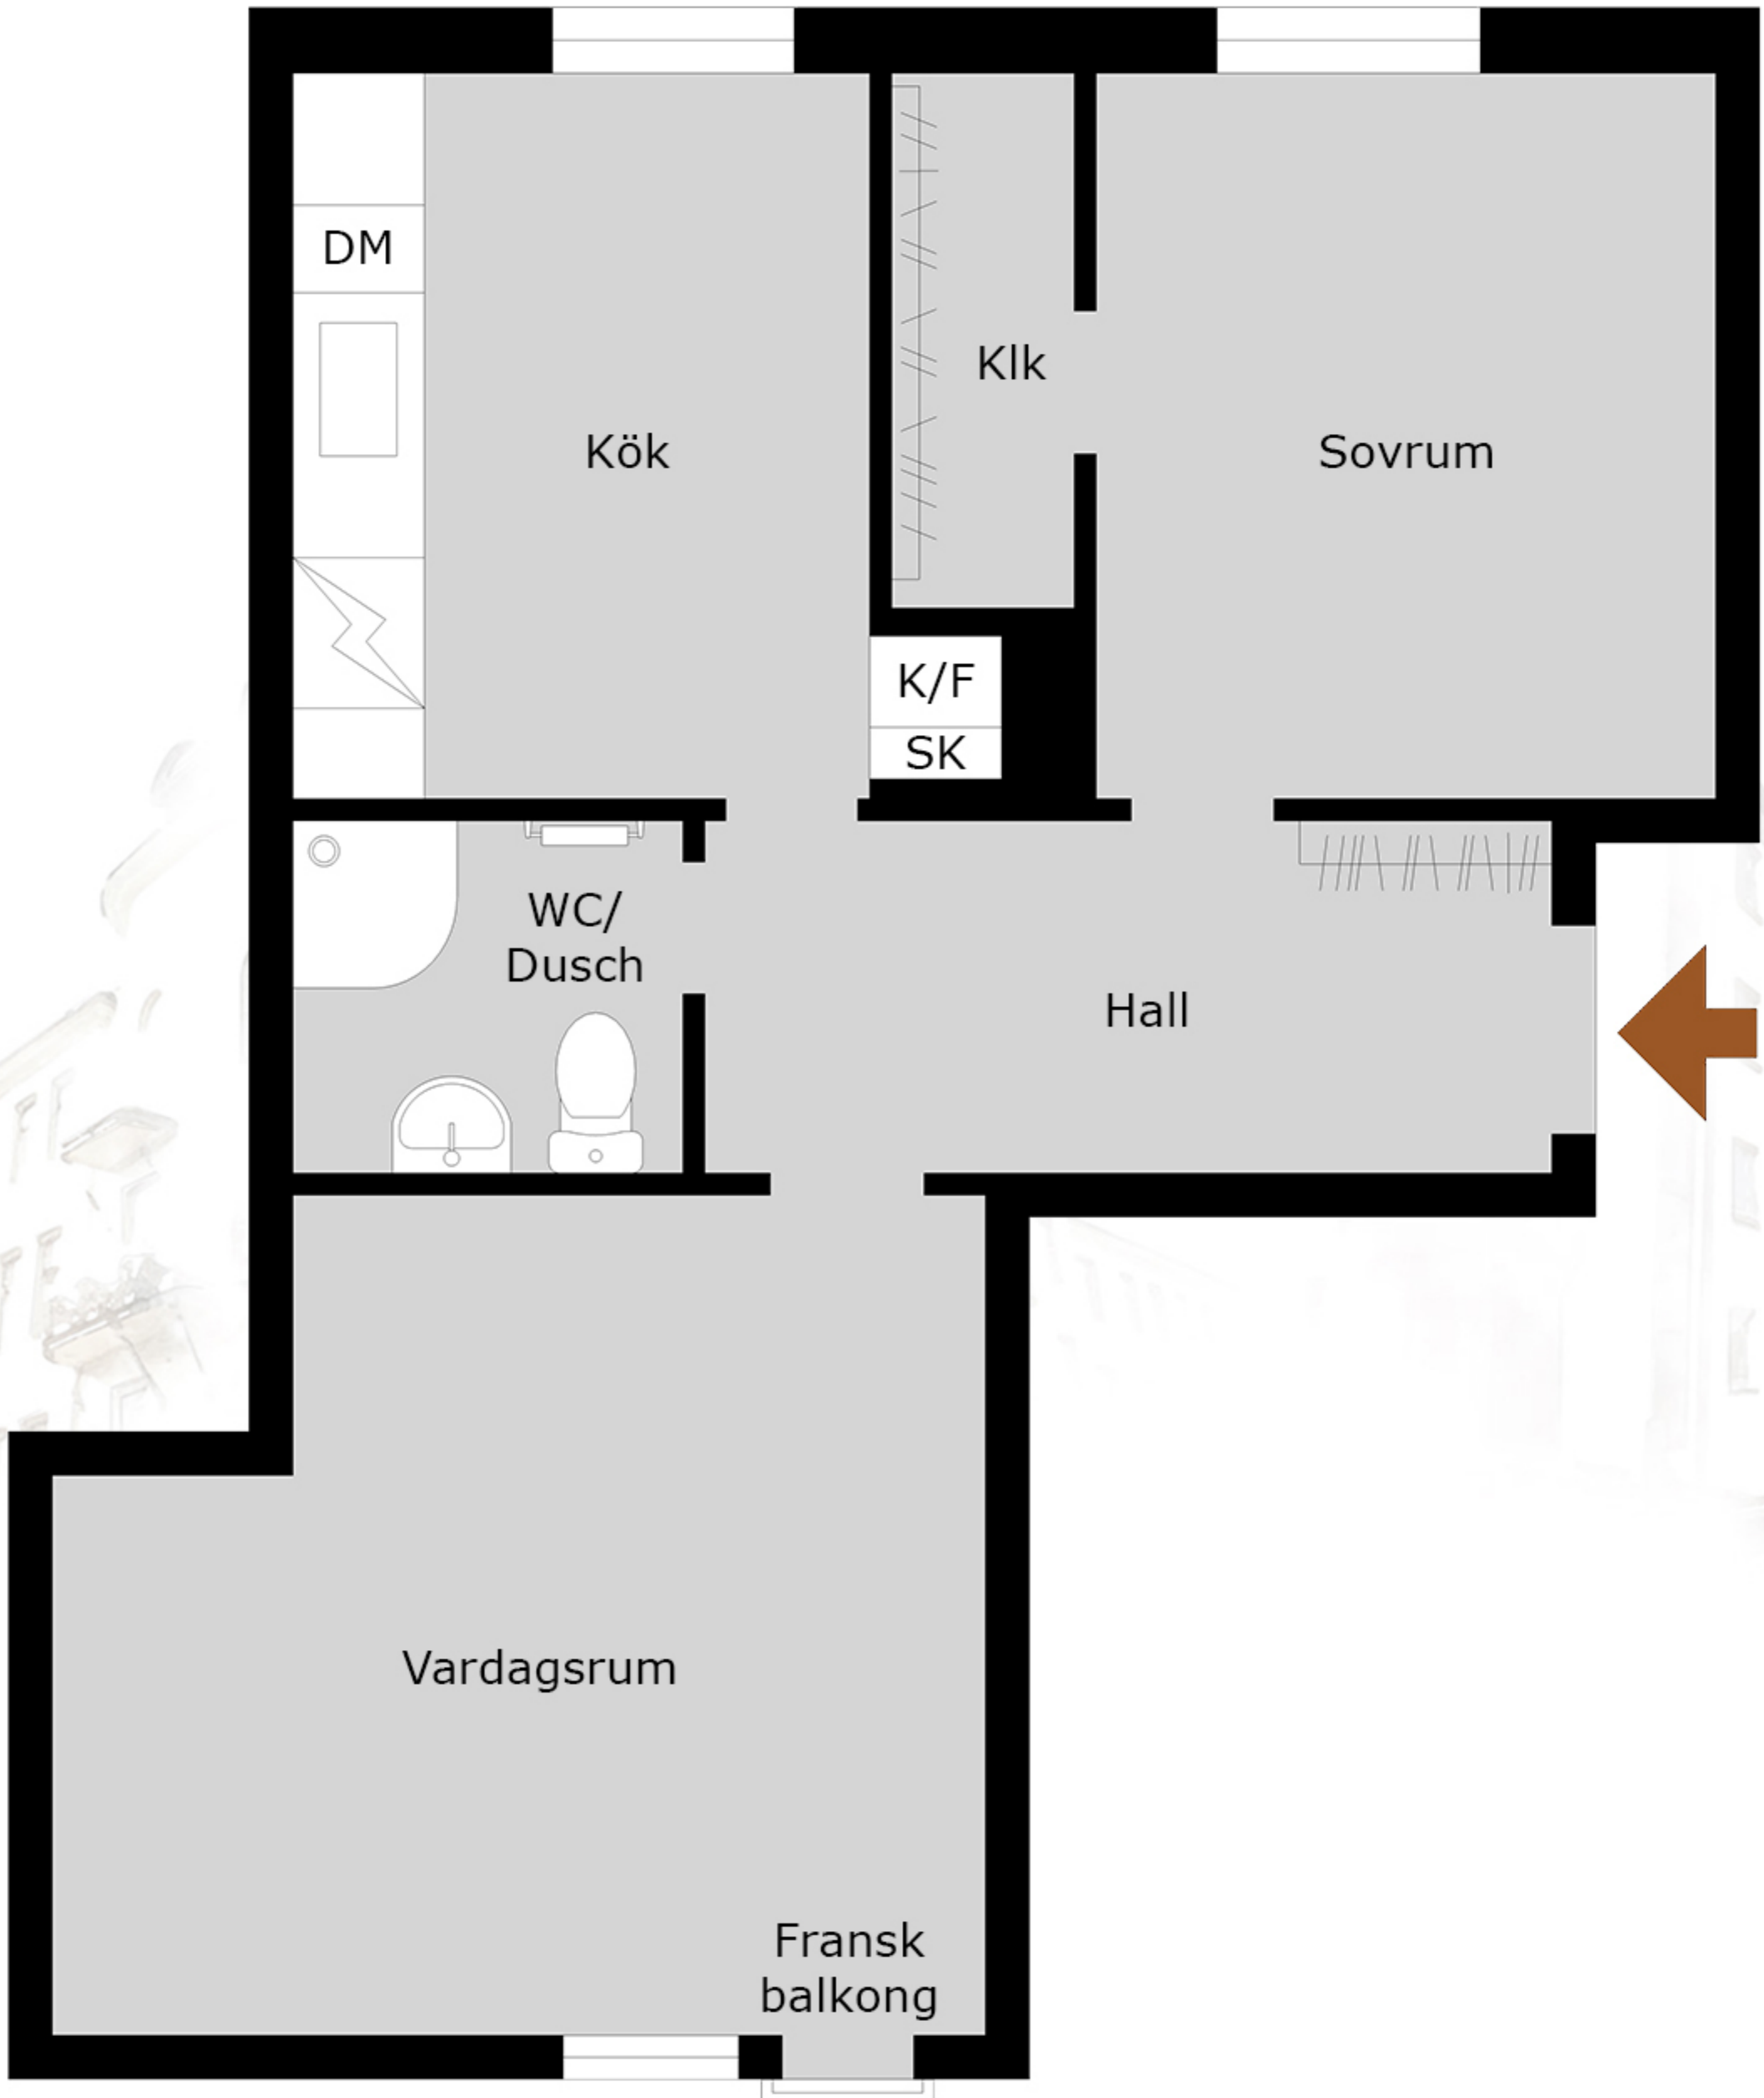 DM
Klk
Kök
Sovrum
K/F
SK
WC/
Dusch
Hall
Vardagsrum
Fransk
balkong